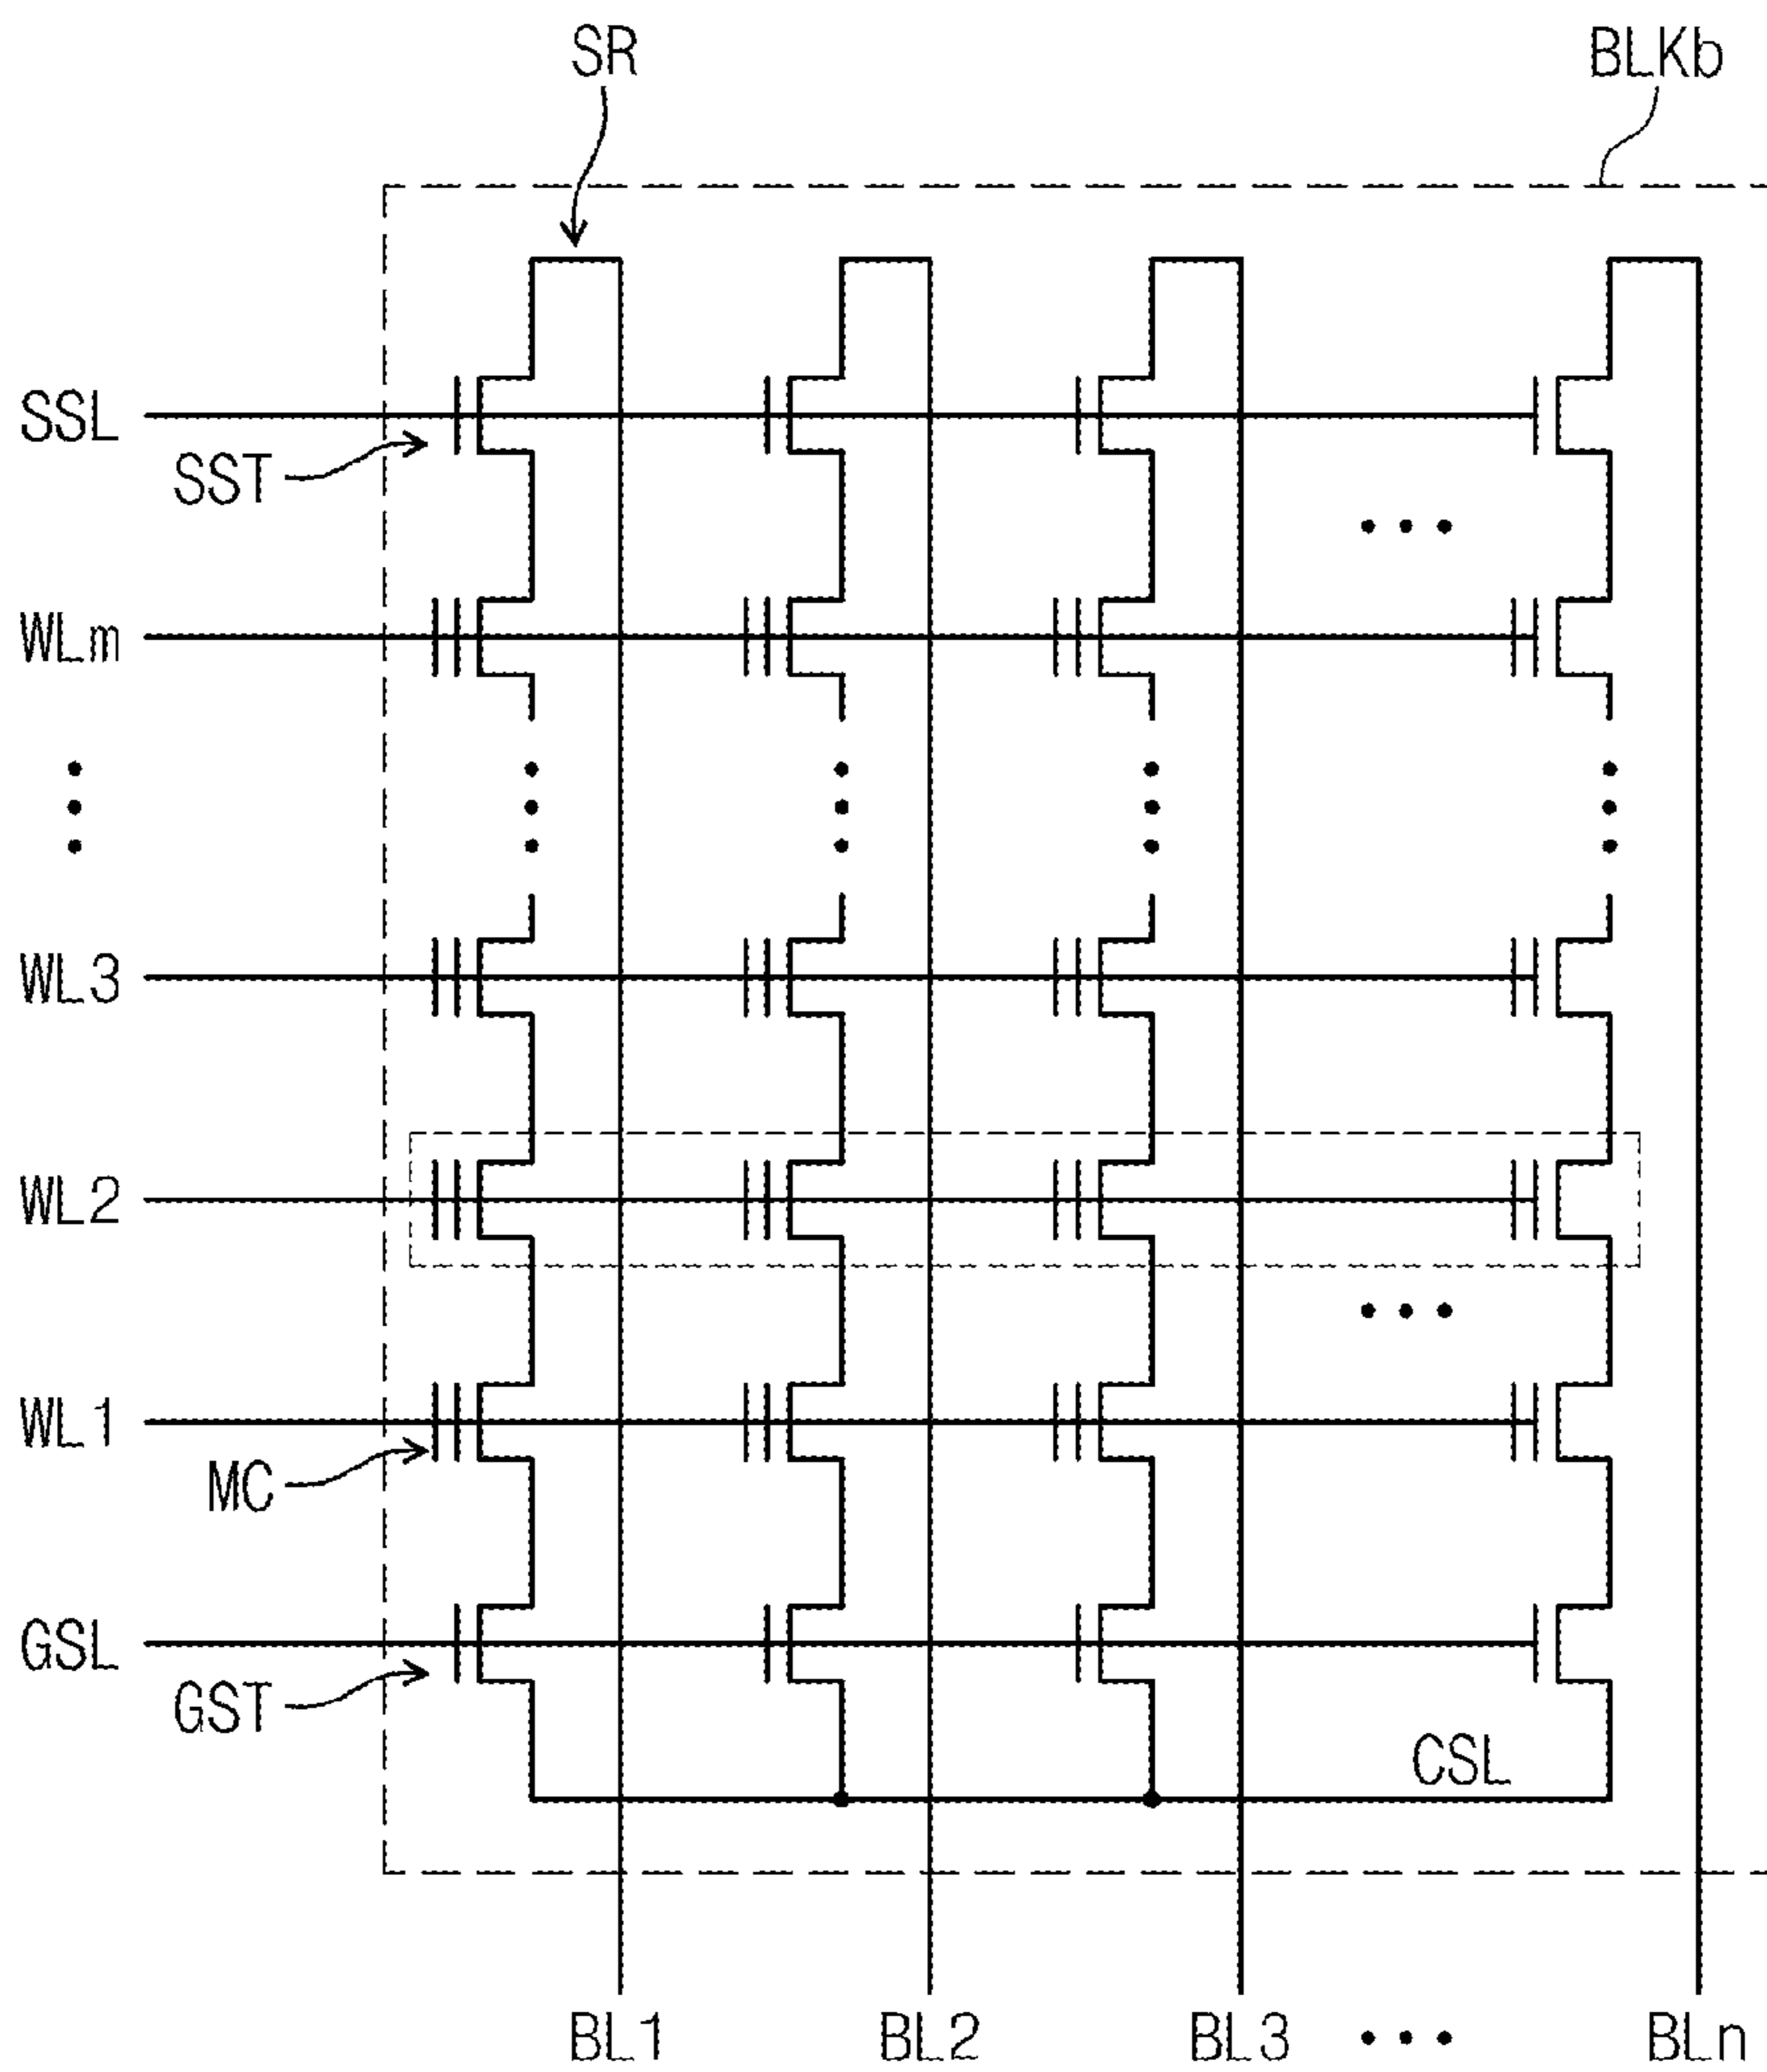 SR
BLKb
SSL
SST
WLm
WL3
WL2
WL1
MC
GSL
GST
CSL
BL1 BL2 BL3 ••• BLn